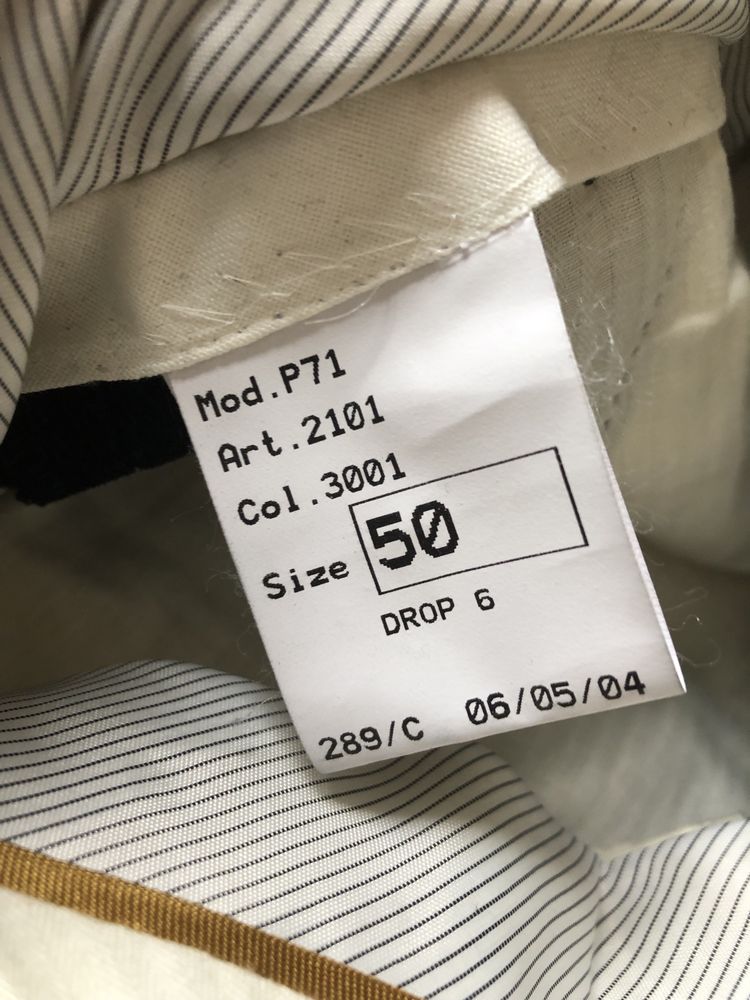 Mod.P71
Art.2101
Col.3001
Size 50
DROP 6
289/C 06/05/04